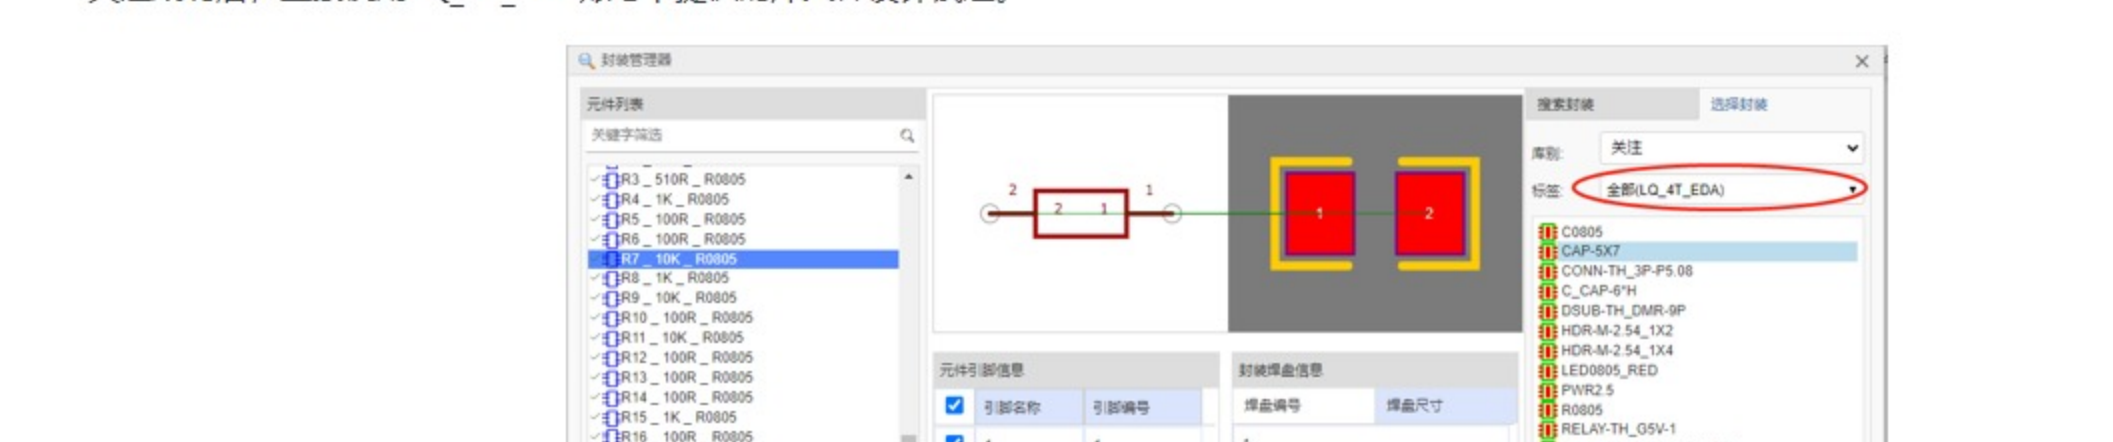 封装管理器
元件列表
关键字筛选
R3_510R_R0805
R4_1K_R0805
R5_100R_R0805
R6_100R_R0805
R7_10K_R0805
R8_1K_R0805
R9_10K_R0805
R10_100R_R0805
R11_10K_R0805
R12_100R_R0805
R13_100R_R0805
R14_100R_R0805
R15_1K_R0805
R16_100R_R0805
2
2
1
1
1
2
元件引脚信息
引脚名称
引脚编号
封装焊盘信息
焊盘编号
焊盘尺寸
搜索封装
选择封装
库别:
关注
标签:
全部(LQ_4T_EDA)
C0805
CAP-5X7
CONN-TH_3P-P5.08
C_CAP-6*H
DSUB-TH_DMR-9P
HDR-M-2.54_1X2
HDR-M-2.54_1X4
LED0805_RED
PWR2.5
R0805
RELAY-TH_G5V-1